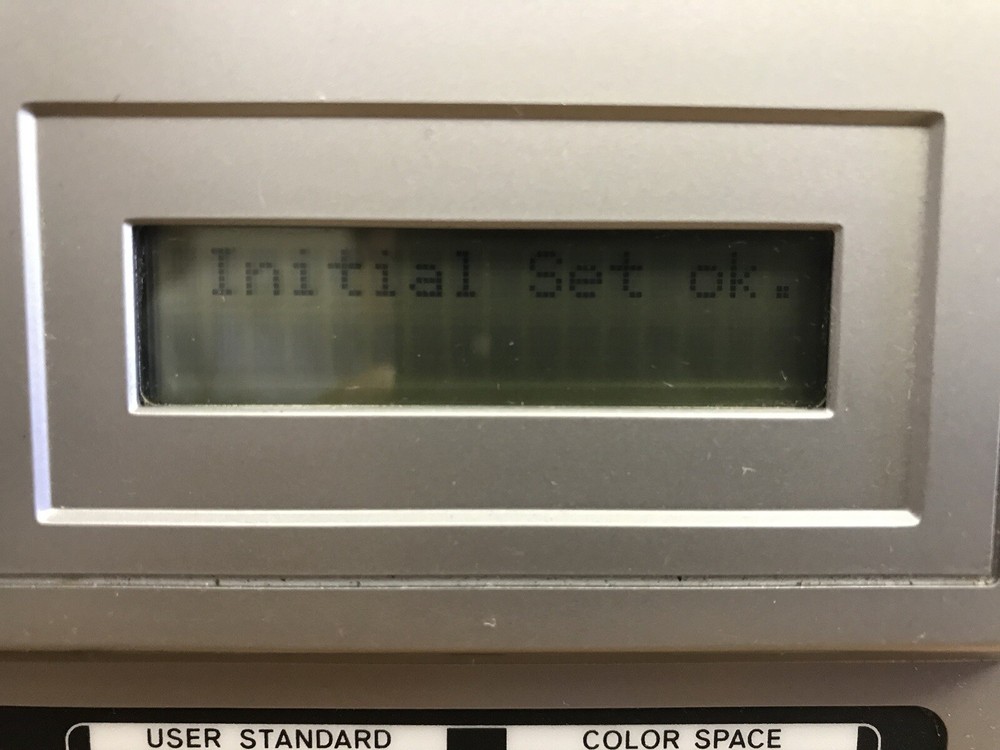 Initial Set ok.
USER STANDARD
COLOR SPACE